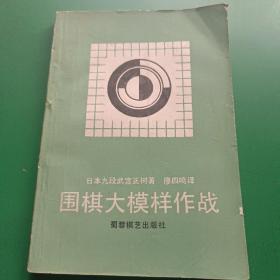 日本九段武宫正树著 廖四鸣译
围棋大模样作战
蜀蓉棋艺出版社